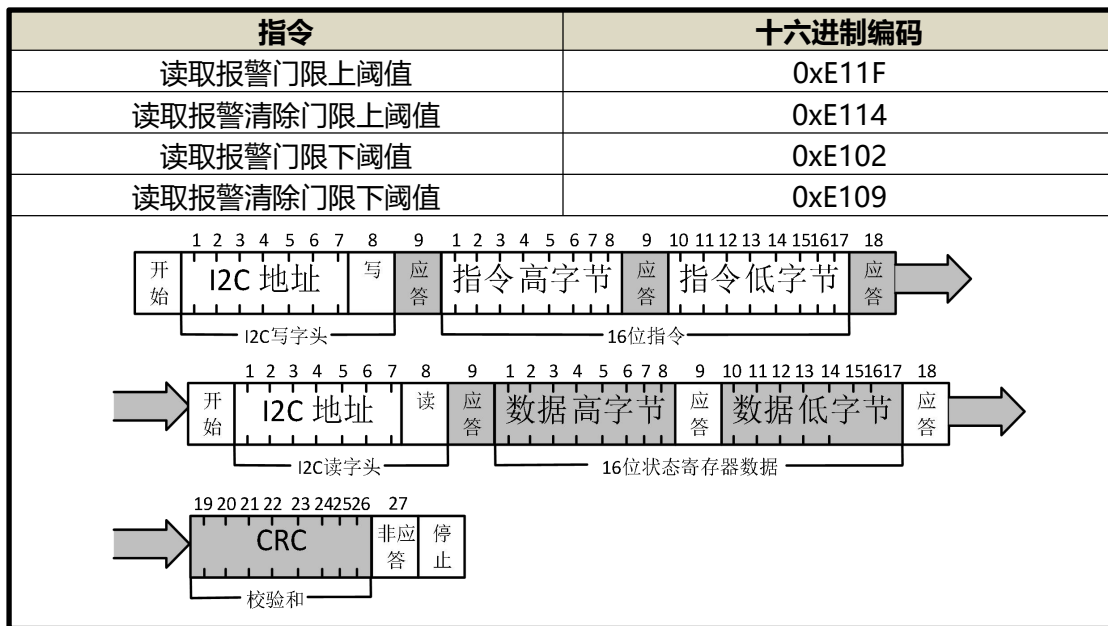 指令 十六进制编码
读取报警门限上阈值 0xE11F
读取报警清除门限上阈值 0xE114
读取报警门限下阈值 0xE102
读取报警清除门限下阈值 0xE109
1 2 3 4 5 6 7 8 9 1 2 3 4 5 6 7 8 9 10 11 12 13 14 15 16 17 18
开始 I2C 地址 写 应答 指令高字节 应答 指令低字节 应答
I2C写字头 16位指令
1 2 3 4 5 6 7 8 9 1 2 3 4 5 6 7 8 9 10 11 12 13 14 15 16 17 18
开始 I2C 地址 读 应答 数据高字节 应答 数据低字节 应答
I2C读字头 16位状态寄存器数据
19 20 21 22 23 24 25 26 27
CRC 非应答 停止
校验和